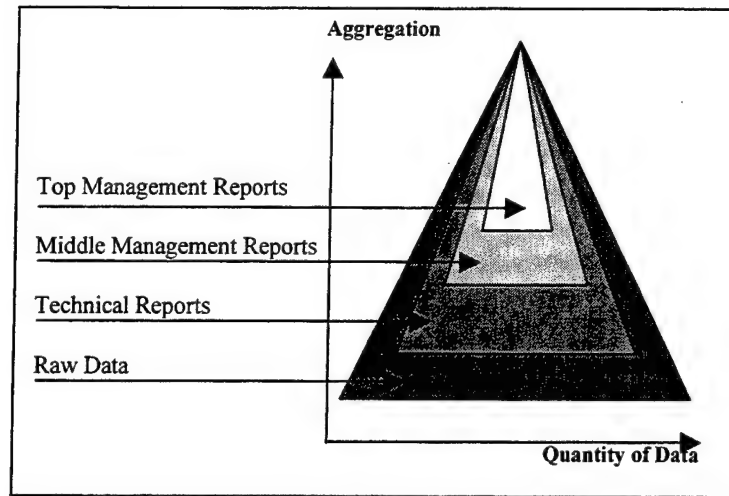 Aggregation
Top Management Reports
Middle Management Reports
Technical Reports
Raw Data
Quantity of Data